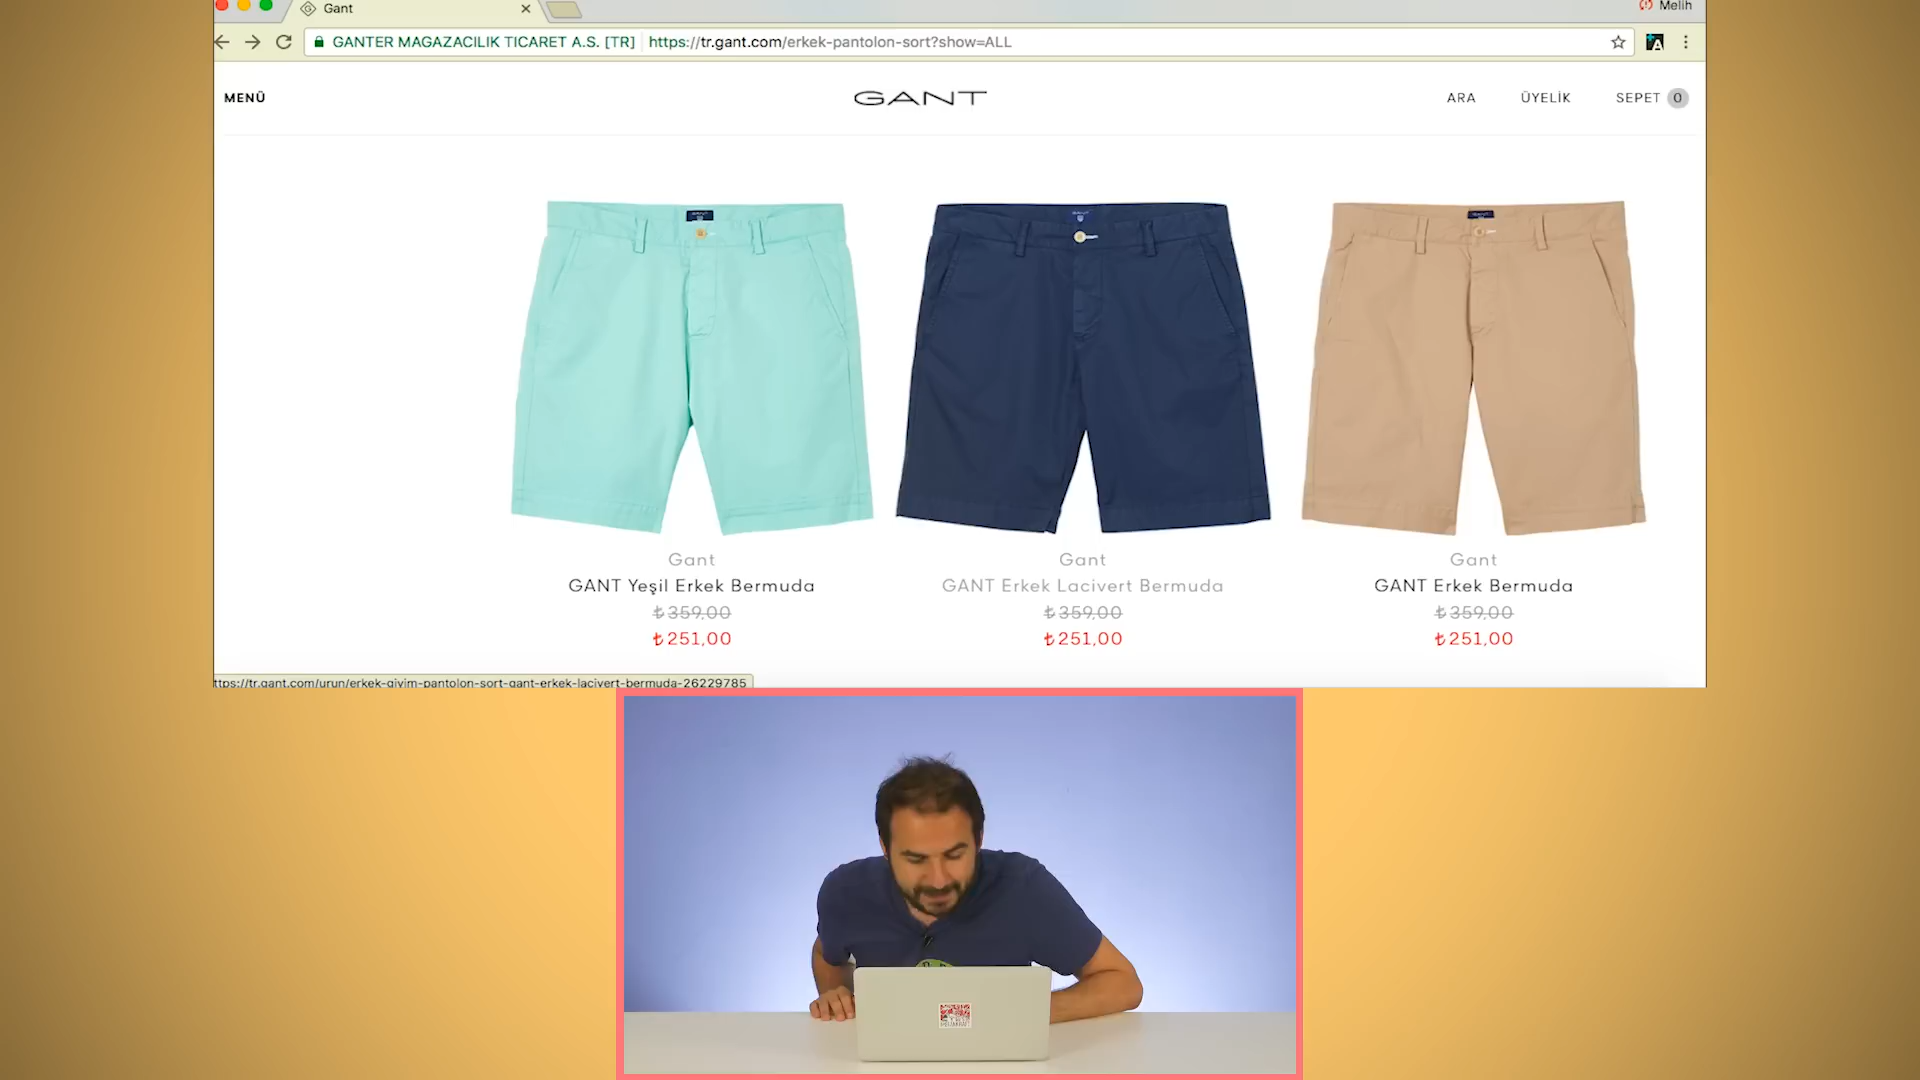 Gant
Melih
GANTER MAGAZACILIK TICARET A.S. [TR]
https://tr.gant.com/erkek-pantolon-sort?show=ALL
MENÜ
GANT
ARA
ÜYELİK
SEPET 0
Gant
GANT Yeşil Erkek Bermuda
₺359,00
₺251,00
Gant
GANT Erkek Lacivert Bermuda
₺359,00
₺251,00
Gant
GANT Erkek Bermuda
₺359,00
₺251,00
ttps://tr.gant.com/urun/erkek-giyim-pantolon-sort-gant-erkek-lacivert-bermuda-26229785